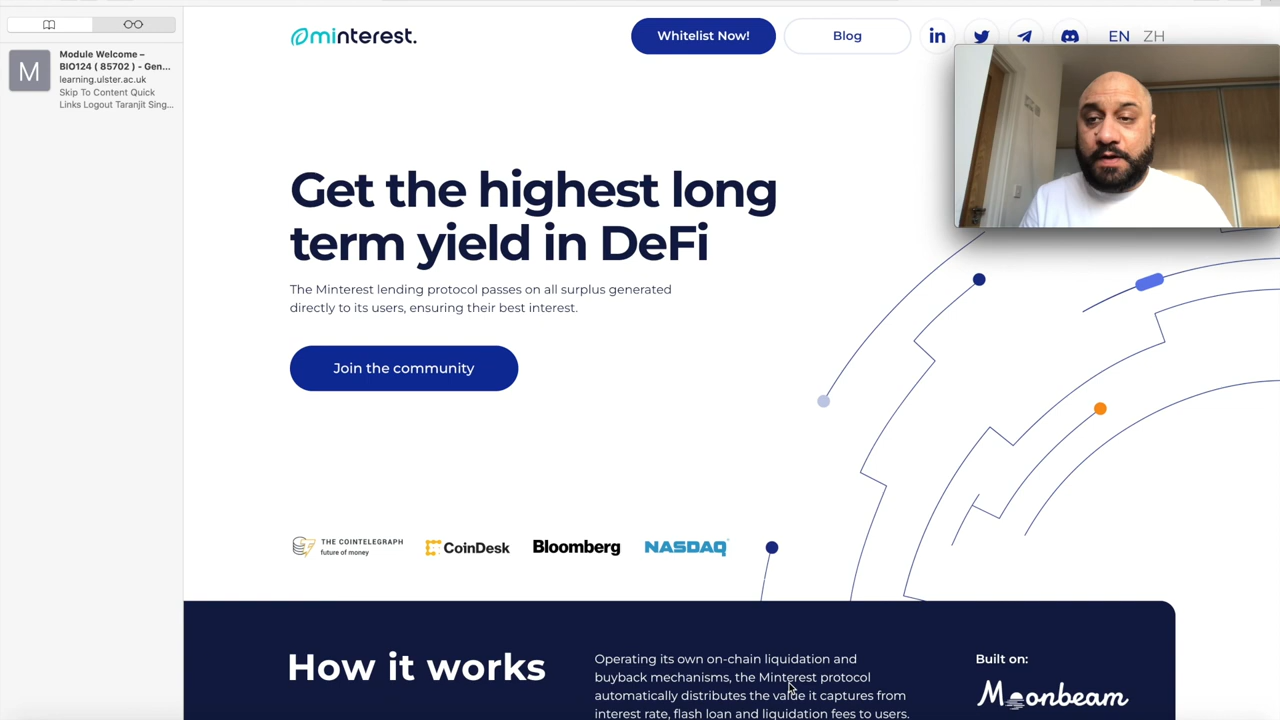 Module Welcome –
BIO124 ( 85702 ) - Gen...
learning.ulster.ac.uk
Skip To Content Quick
Links Logout Taranjit Sing...
M
minterest.
Whitelist Now!
Blog
in
EN
ZH
Get the highest long
term yield in DeFi
The Minterest lending protocol passes on all surplus generated
directly to its users, ensuring their best interest.
Join the community
THE COINTELEGRAPH
future of money
CoinDesk
Bloomberg
NASDAQ
How it works
Operating its own on-chain liquidation and
buyback mechanisms, the Minterest protocol
automatically distributes the value it captures from
interest rate, flash loan and liquidation fees to users.
Built on:
Moonbeam